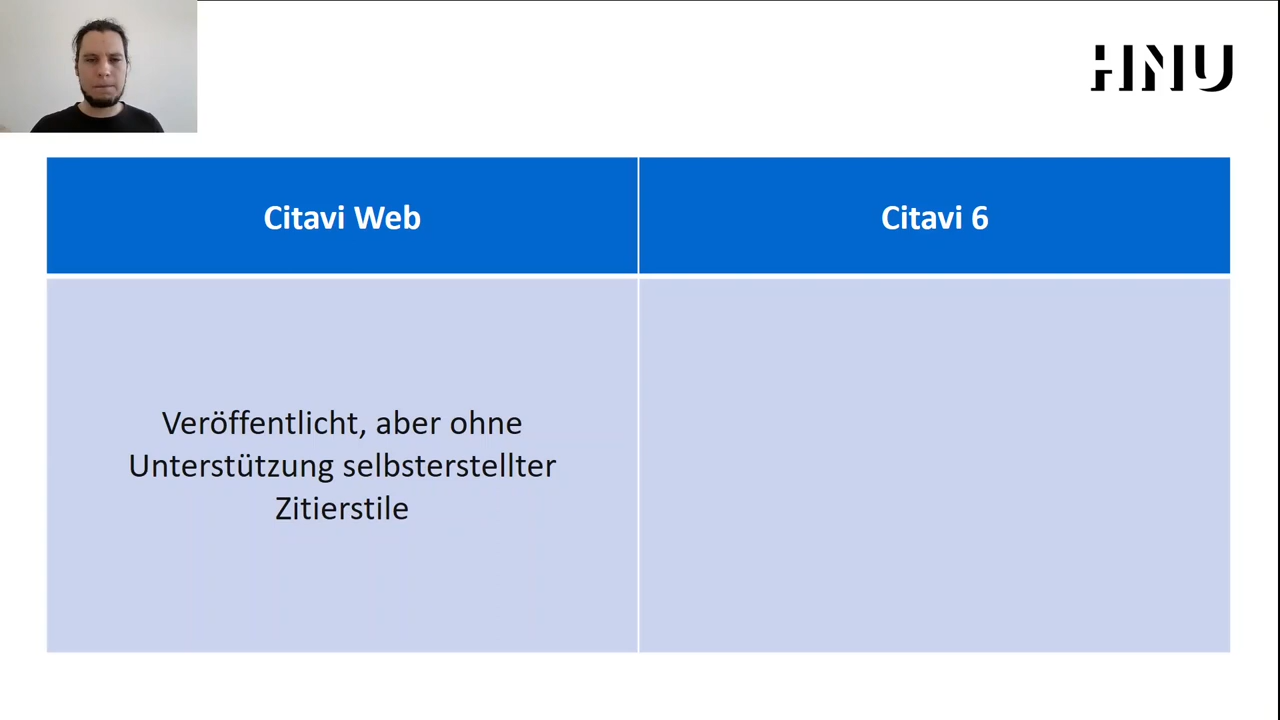 HNU
Citavi Web
Citavi 6
Veröffentlicht, aber ohne
Unterstützung selbsterstellter
Zitierstile